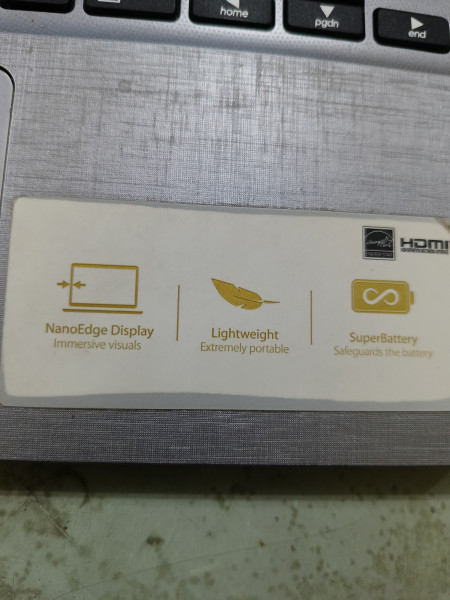 home
pgdn
end
HDMI
NanoEdge Display
Immersive visuals
Lightweight
Extremely portable
SuperBattery
Safeguards the battery